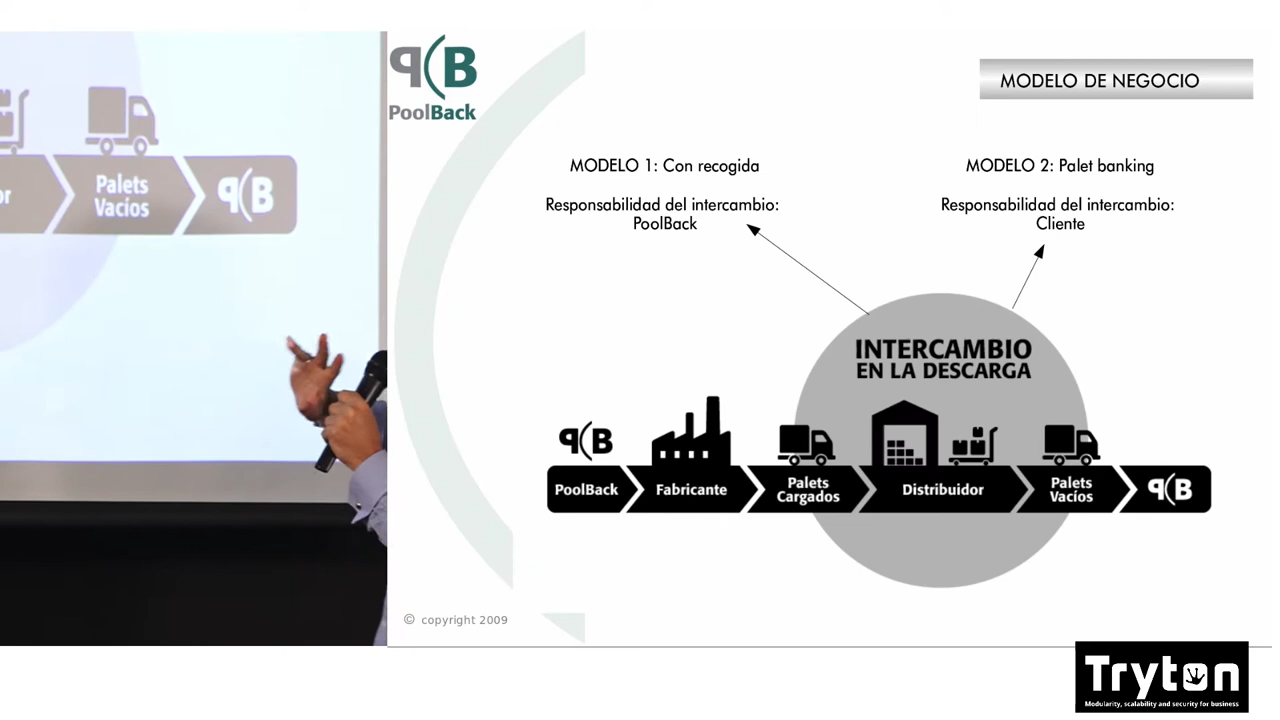 or
Palets
Vacíos
p(B
p(B
PoolBack
MODELO DE NEGOCIO
MODELO 1: Con recogida
Responsabilidad del intercambio:
PoolBack
MODELO 2: Palet banking
Responsabilidad del intercambio:
Cliente
INTERCAMBIO
EN LA DESCARGA
p(B
PoolBack
Fabricante
Palets
Cargados
Distribuidor
Palets
Vacíos
p(B
© copyright 2009
Tryton
Modularity, scalability and security for business